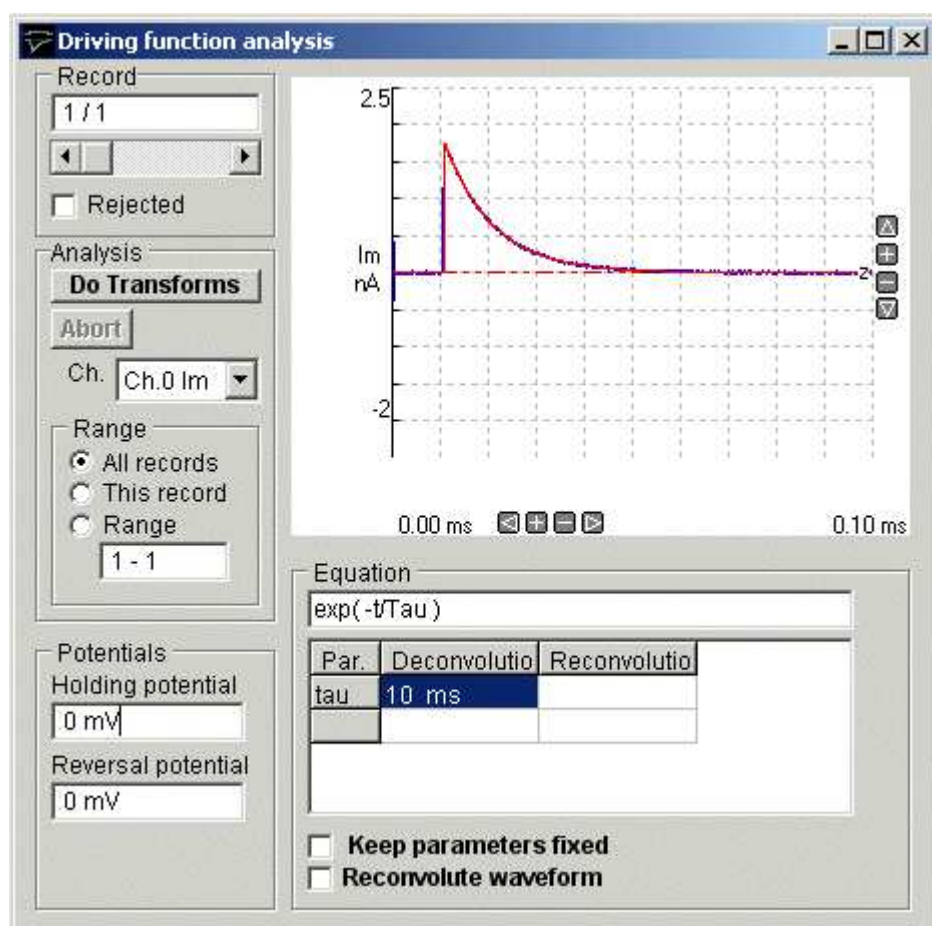 Driving function analysis
Record
1 / 1
Rejected
Analysis
Do Transforms
Abort
Ch. Ch.0 Im
Range
All records
This record
Range
1 - 1
Potentials
Holding potential
0 mV
Reversal potential
0 mV
2.5
Im
nA
z
-2
0.00 ms 0.10 ms
Equation
exp( -t/Tau )
Par. Deconvolutio Reconvolutio
tau 10 ms
Keep parameters fixed
Reconvolute waveform